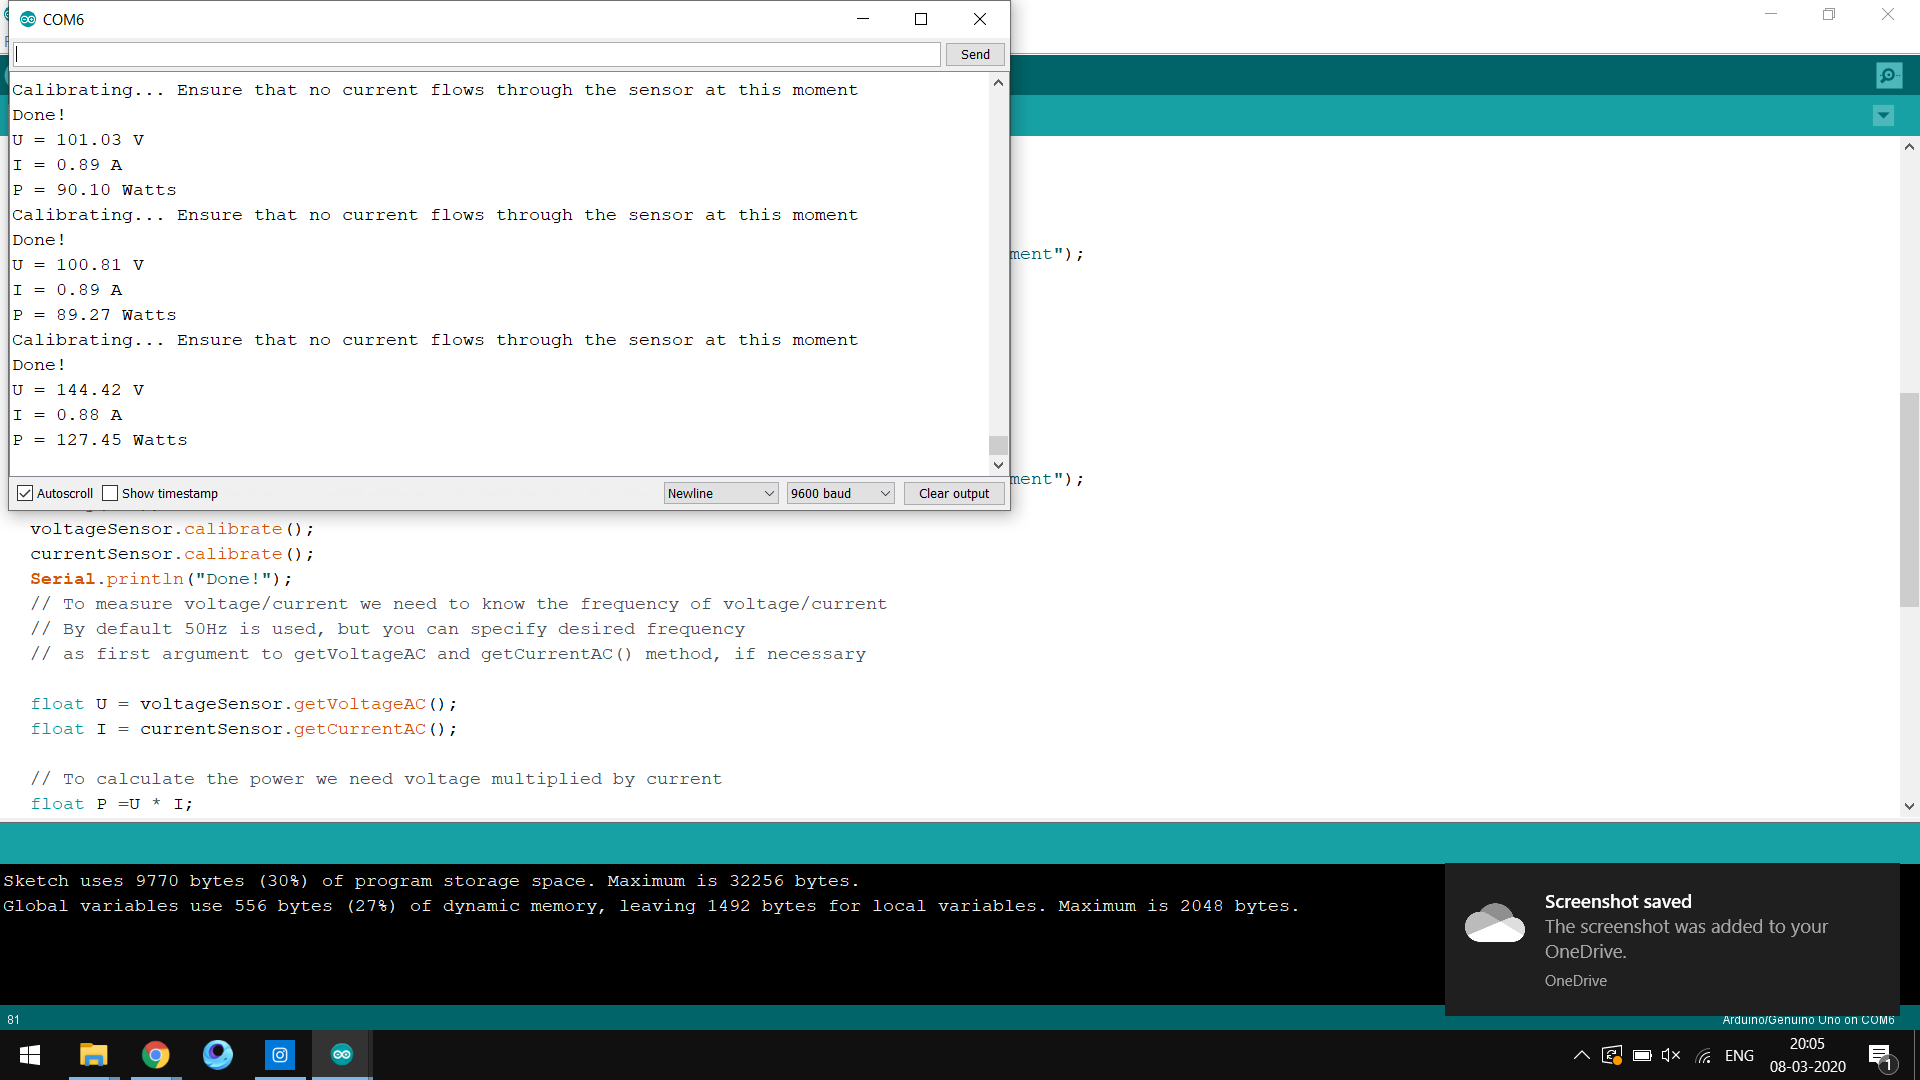 COM6
Send
Calibrating... Ensure that no current flows through the sensor at this moment
Done!
U = 101.03 V
I = 0.89 A
P = 90.10 Watts
Calibrating... Ensure that no current flows through the sensor at this moment
Done!
U = 100.81 V
I = 0.89 A
P = 89.27 Watts
Calibrating... Ensure that no current flows through the sensor at this moment
Done!
U = 144.42 V
I = 0.88 A
P = 127.45 Watts
Autoscroll Show timestamp Newline 9600 baud Clear output
ment");
ment");
voltageSensor.calibrate();
currentSensor.calibrate();
Serial.println("Done!");
// To measure voltage/current we need to know the frequency of voltage/current
// By default 50Hz is used, but you can specify desired frequency
// as first argument to getVoltageAC and getCurrentAC() method, if necessary
float U = voltageSensor.getVoltageAC();
float I = currentSensor.getCurrentAC();
// To calculate the power we need voltage multiplied by current
float P =U * I;
Sketch uses 9770 bytes (30%) of program storage space. Maximum is 32256 bytes.
Global variables use 556 bytes (27%) of dynamic memory, leaving 1492 bytes for local variables. Maximum is 2048 bytes.
Screenshot saved
The screenshot was added to your
OneDrive.
OneDrive
81
Arduino/Genuino Uno on COM6
ENG
20:05
08-03-2020
1